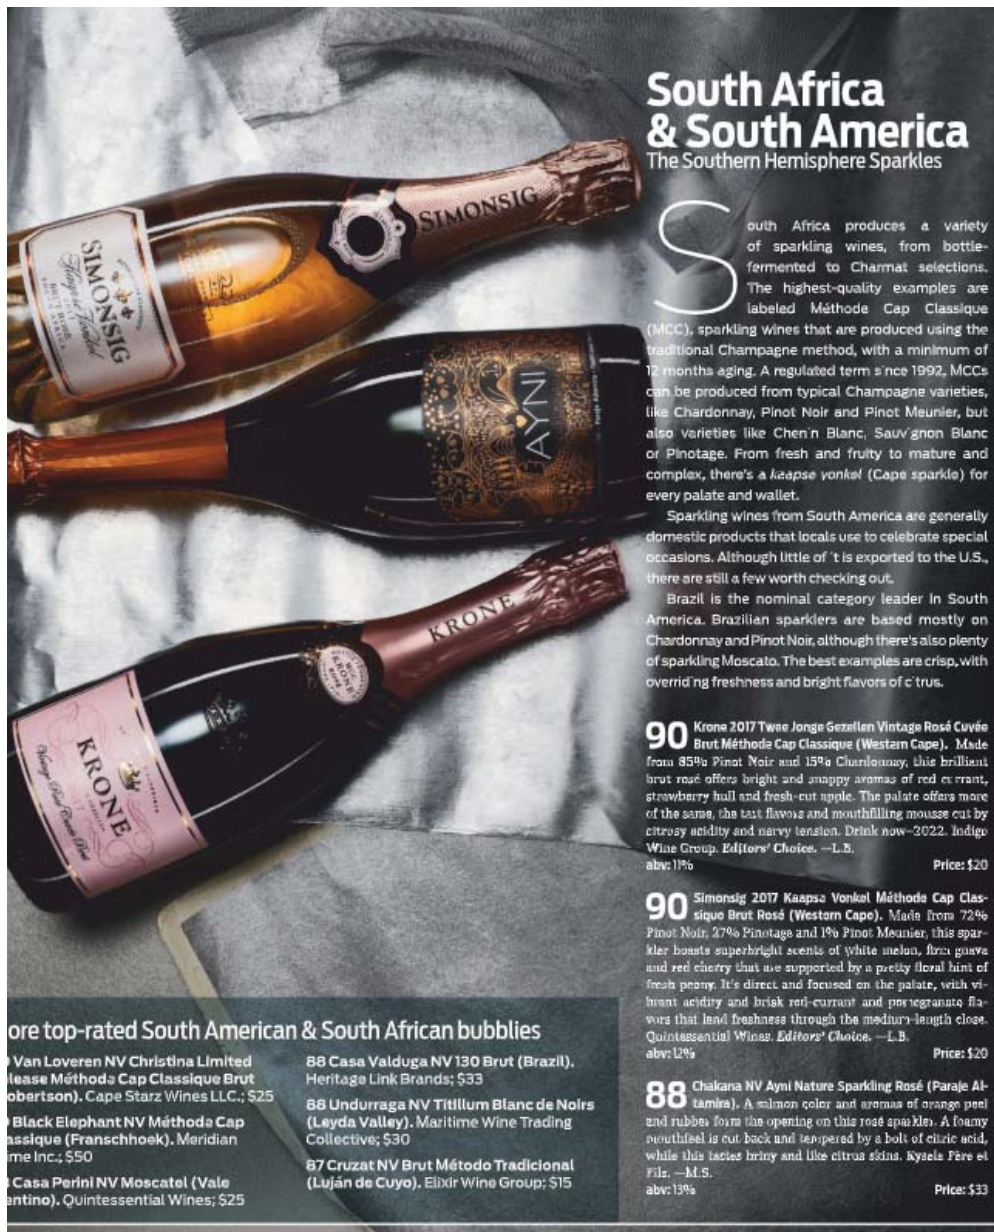 South Africa
& South America
The Southern Hemisphere Sparkles
South Africa produces a variety
of sparkling wines, from bottle-
fermented to Charmat selections.
The highest-quality examples are
labeled Méthode Cap Classique
(MCC), sparkling wines that are produced using the
traditional Champagne method, with a minimum of
12 months aging. A regulated term since 1992, MCCs
can be produced from typical Champagne varieties,
like Chardonnay, Pinot Noir and Pinot Meunier, but
also varieties like Chenin Blanc, Sauvignon Blanc
or Pinotage. From fresh and fruity to mature and
complex, there's a kaapse vonkel (Cape sparkle) for
every palate and wallet.
Sparkling wines from South America are generally
domestic products that locals use to celebrate special
occasions. Although little of it is exported to the U.S.,
there are still a few worth checking out.
Brazil is the nominal category leader in South
America. Brazilian sparklers are based mostly on
Chardonnay and Pinot Noir, although there's also plenty
of sparkling Moscato. The best examples are crisp, with
overriding freshness and bright flavors of citrus.
90 Krone 2017 Twee Jonge Gezellen Vintage Rosé Cuvée
Brut Méthode Cap Classique (Western Cape). Made
from 85% Pinot Noir and 15% Chardonnay, this brilliant
brut rosé offers bright and snappy aromas of red currant,
strawberry hull and fresh-cut apple. The palate offers more
of the same, the tart flavors and mouthfilling mousse cut by
citrusy acidity and nervy tension. Drink now–2022. Indigo
Wine Group. Editors' Choice. —L.B.
abv: 11% Price: $20
90 Simonsig 2017 Kaapse Vonkel Méthode Cap Clas-
sique Brut Rosé (Western Cape). Made from 72%
Pinot Noir, 27% Pinotage and 1% Pinot Meunier, this spar-
kler boasts superbright scents of white melon, firm guava
and red cherry that are supported by a pretty floral hint of
fresh peony. It's direct and focused on the palate, with vi-
brant acidity and brisk red-currant and pomegranate fla-
vors that lend freshness through the medium-length close.
Quintessential Wines. Editors' Choice. —L.B.
abv: 12% Price: $20
88 Chakana NV Ayni Nature Sparkling Rosé (Paraje Al-
tamira). A salmon color and aromas of orange peel
and rubber form the opening on this rosé sparkler. A foamy
mouthfeel is cut back and tempered by a bolt of citric acid,
while this tastes briny and like citrus skins. Kysela Père et
Fils. —M.S.
abv: 13% Price: $33
SIMONSIG
SIMONSIG
AYNI
KRONE
KRONE
ore top-rated South American & South African bubblies
Van Loveren NV Christina Limited
lease Méthode Cap Classique Brut
obertson). Cape Starz Wines LLC.; $25
Black Elephant NV Méthode Cap
assique (Franschhoek). Meridian
ime Inc.; $50
Casa Perini NV Moscatel (Vale
entino). Quintessential Wines; $25
88 Casa Valduga NV 130 Brut (Brazil).
Heritage Link Brands; $33
88 Undurraga NV Titillum Blanc de Noirs
(Leyda Valley). Maritime Wine Trading
Collective; $30
87 Cruzat NV Brut Método Tradicional
(Luján de Cuyo). Elixir Wine Group; $15